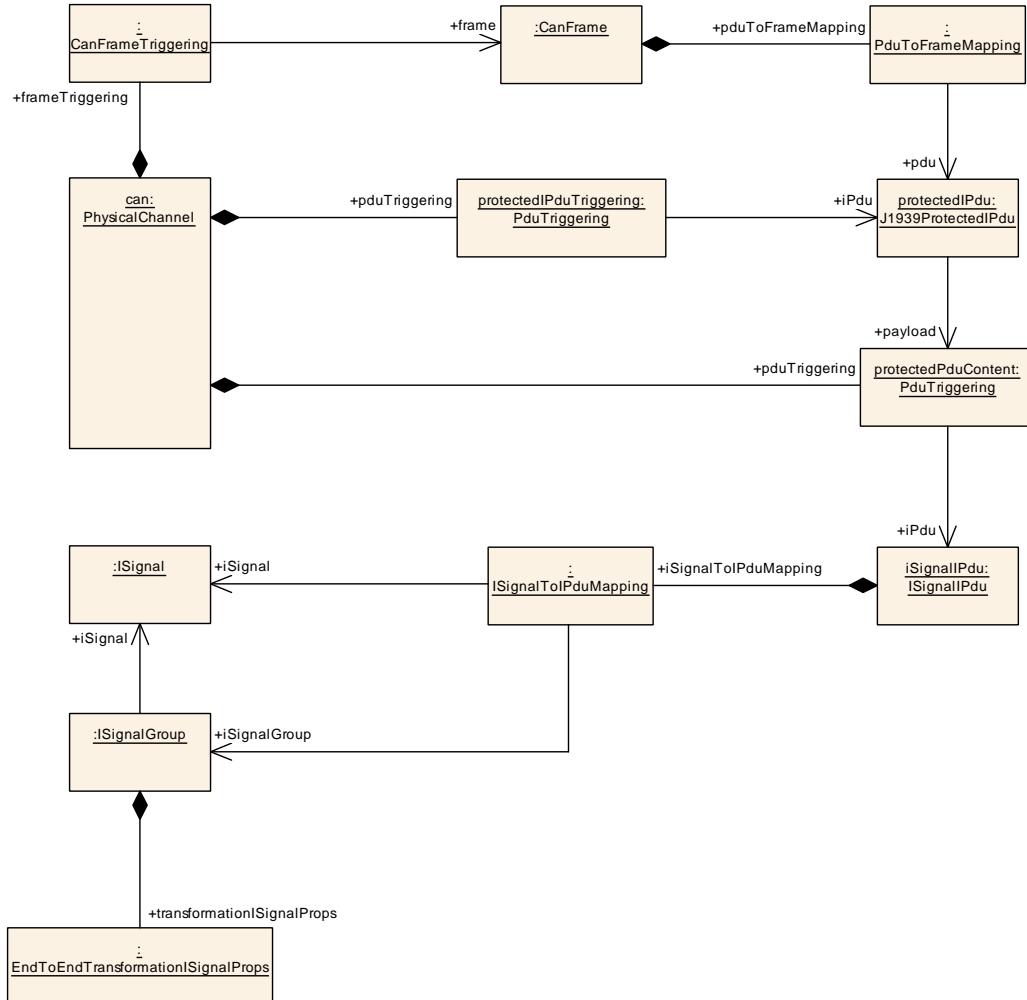 :
CanFrameTriggering
+frame
:CanFrame
+pduToFrameMapping
:
PduToFrameMapping
+frameTriggering
+pdu
can:
PhysicalChannel
+pduTriggering
protectedIPduTriggering:
PduTriggering
+iPdu
protectedIPdu:
J1939ProtectedIPdu
+payload
+pduTriggering
protectedPduContent:
PduTriggering
+iPdu
:ISignal
+iSignal
:
ISignalToIPduMapping
+iSignalToIPduMapping
iSignalIPdu:
ISignalIPdu
+iSignal
:ISignalGroup
+iSignalGroup
+transformationISignalProps
:
EndToEndTransformationISignalProps